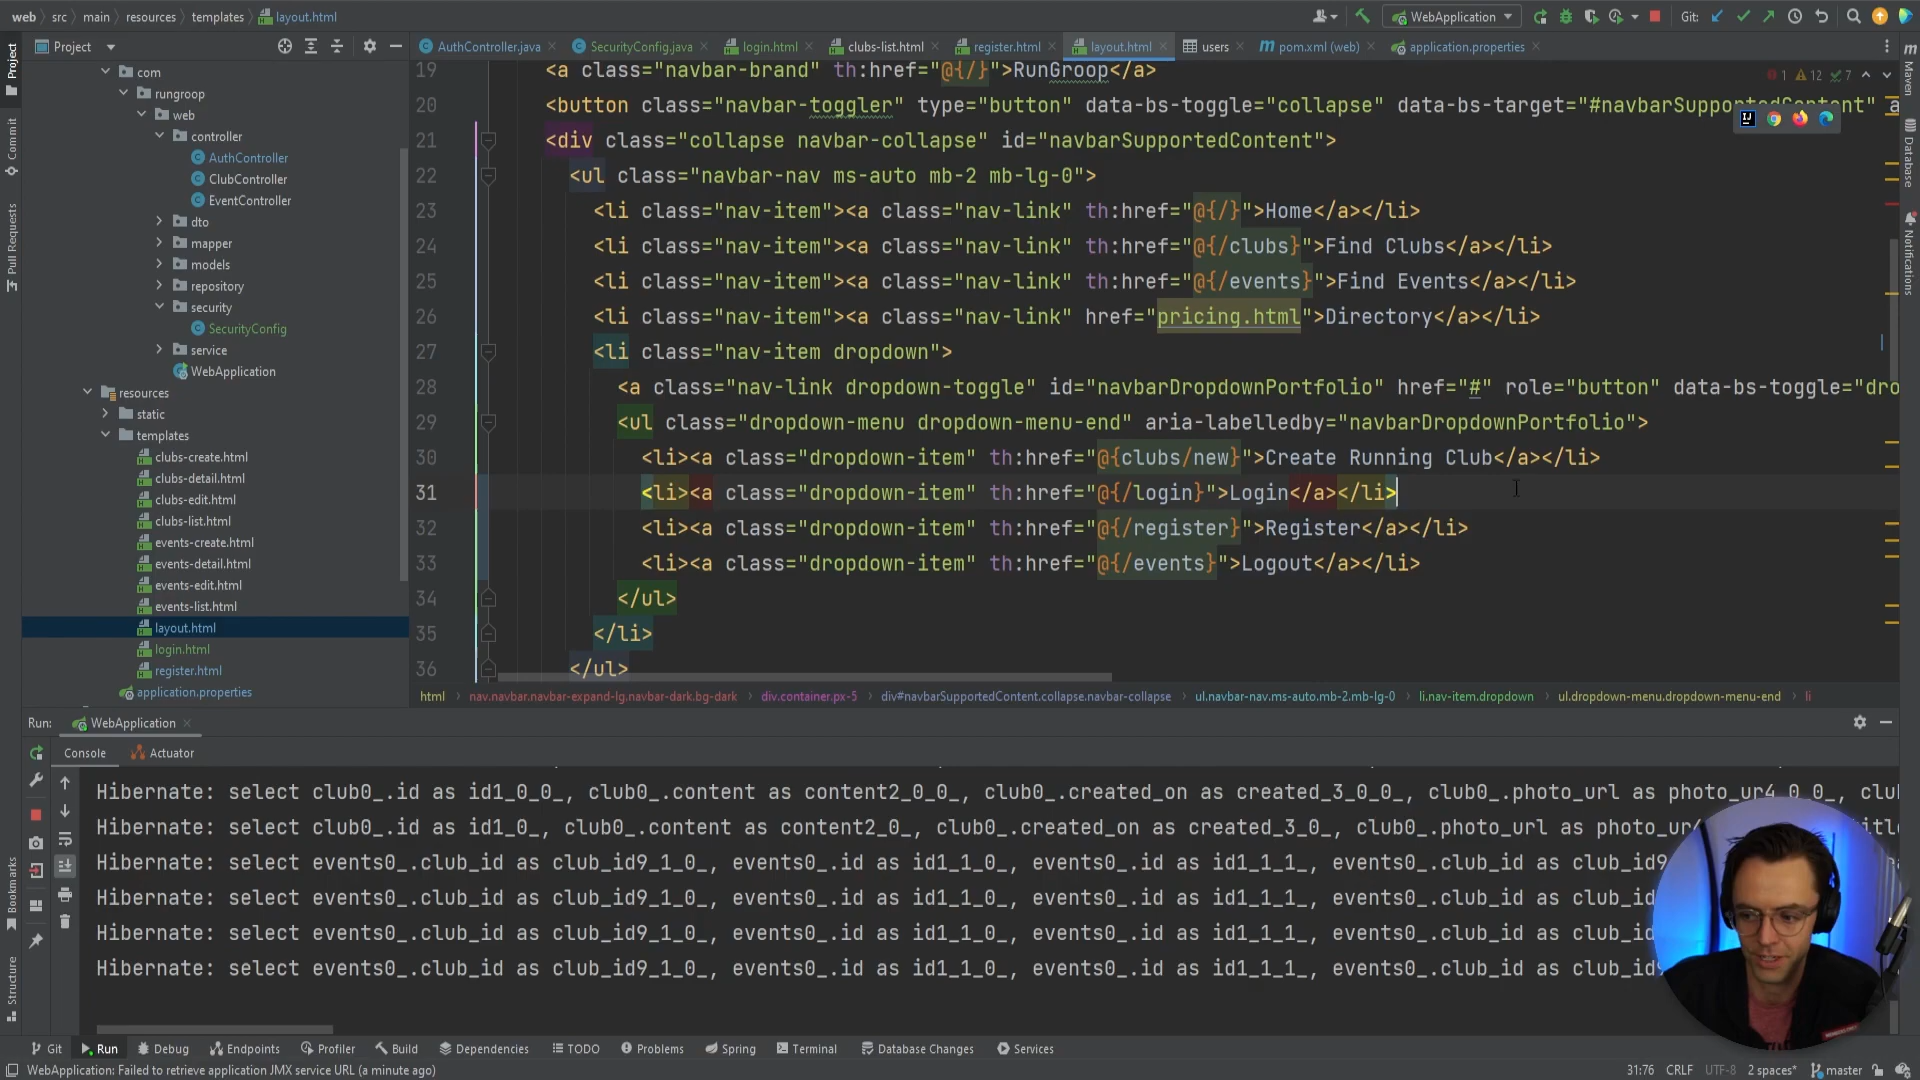 web > src > main > resources > templates > layout.html
WebApplication
Git:
Project
AuthController.java
SecurityConfig.java
login.html
clubs-list.html
register.html
layout.html
users
pom.xml (web)
application.properties
Project
Commit
Pull Requests
Bookmarks
Structure
Maven
Database
Notifications
com
rungroop
web
controller
AuthController
ClubController
EventController
dto
mapper
models
repository
security
SecurityConfig
service
WebApplication
resources
static
templates
clubs-create.html
clubs-detail.html
clubs-edit.html
clubs-list.html
events-create.html
events-detail.html
events-edit.html
events-list.html
layout.html
login.html
register.html
application.properties
1 12 7
19 <a class="navbar-brand" th:href="@{/}">RunGroop</a>
20 <button class="navbar-toggler" type="button" data-bs-toggle="collapse" data-bs-target="#navbarSupportedContent" a
21 <div class="collapse navbar-collapse" id="navbarSupportedContent">
22 <ul class="navbar-nav ms-auto mb-2 mb-lg-0">
23 <li class="nav-item"><a class="nav-link" th:href="@{/}">Home</a></li>
24 <li class="nav-item"><a class="nav-link" th:href="@{/clubs}">Find Clubs</a></li>
25 <li class="nav-item"><a class="nav-link" th:href="@{/events}">Find Events</a></li>
26 <li class="nav-item"><a class="nav-link" href="pricing.html">Directory</a></li>
27 <li class="nav-item dropdown">
28 <a class="nav-link dropdown-toggle" id="navbarDropdownPortfolio" href="#" role="button" data-bs-toggle="dro
29 <ul class="dropdown-menu dropdown-menu-end" aria-labelledby="navbarDropdownPortfolio">
30 <li><a class="dropdown-item" th:href="@{clubs/new}">Create Running Club</a></li>
31 <li><a class="dropdown-item" th:href="@{/login}">Login</a></li>
32 <li><a class="dropdown-item" th:href="@{/register}">Register</a></li>
33 <li><a class="dropdown-item" th:href="@{/events}">Logout</a></li>
34 </ul>
35 </li>
36 </ul>
html > nav.navbar.navbar-expand-lg.navbar-dark.bg-dark > div.container.px-5 > div#navbarSupportedContent.collapse.navbar-collapse > ul.navbar-nav.ms-auto.mb-2.mb-lg-0 > li.nav-item.dropdown > ul.dropdown-menu.dropdown-menu-end > li
Run: WebApplication
Console Actuator
Hibernate: select club0_.id as id1_0_0_, club0_.content as content2_0_0_, club0_.created_on as created_3_0_0_, club0_.photo_url as photo_ur4_0_0_, clu
Hibernate: select club0_.id as id1_0_, club0_.content as content2_0_, club0_.created_on as created_3_0_, club0_.photo_url as photo_ur
Hibernate: select events0_.club_id as club_id9_1_0_, events0_.id as id1_1_0_, events0_.id as id1_1_1_, events0_.club_id as club_id9
Hibernate: select events0_.club_id as club_id9_1_0_, events0_.id as id1_1_0_, events0_.id as id1_1_1_, events0_.club_id as club_id
Hibernate: select events0_.club_id as club_id9_1_0_, events0_.id as id1_1_0_, events0_.id as id1_1_1_, events0_.club_id as club_id
Hibernate: select events0_.club_id as club_id9_1_0_, events0_.id as id1_1_0_, events0_.id as id1_1_1_, events0_.club_id as club_id9
Git Run Debug Endpoints Profiler Build Dependencies TODO Problems Spring Terminal Database Changes Services
WebApplication: Failed to retrieve application JMX service URL (a minute ago)
31:76 CRLF UTF-8 2 spaces* master